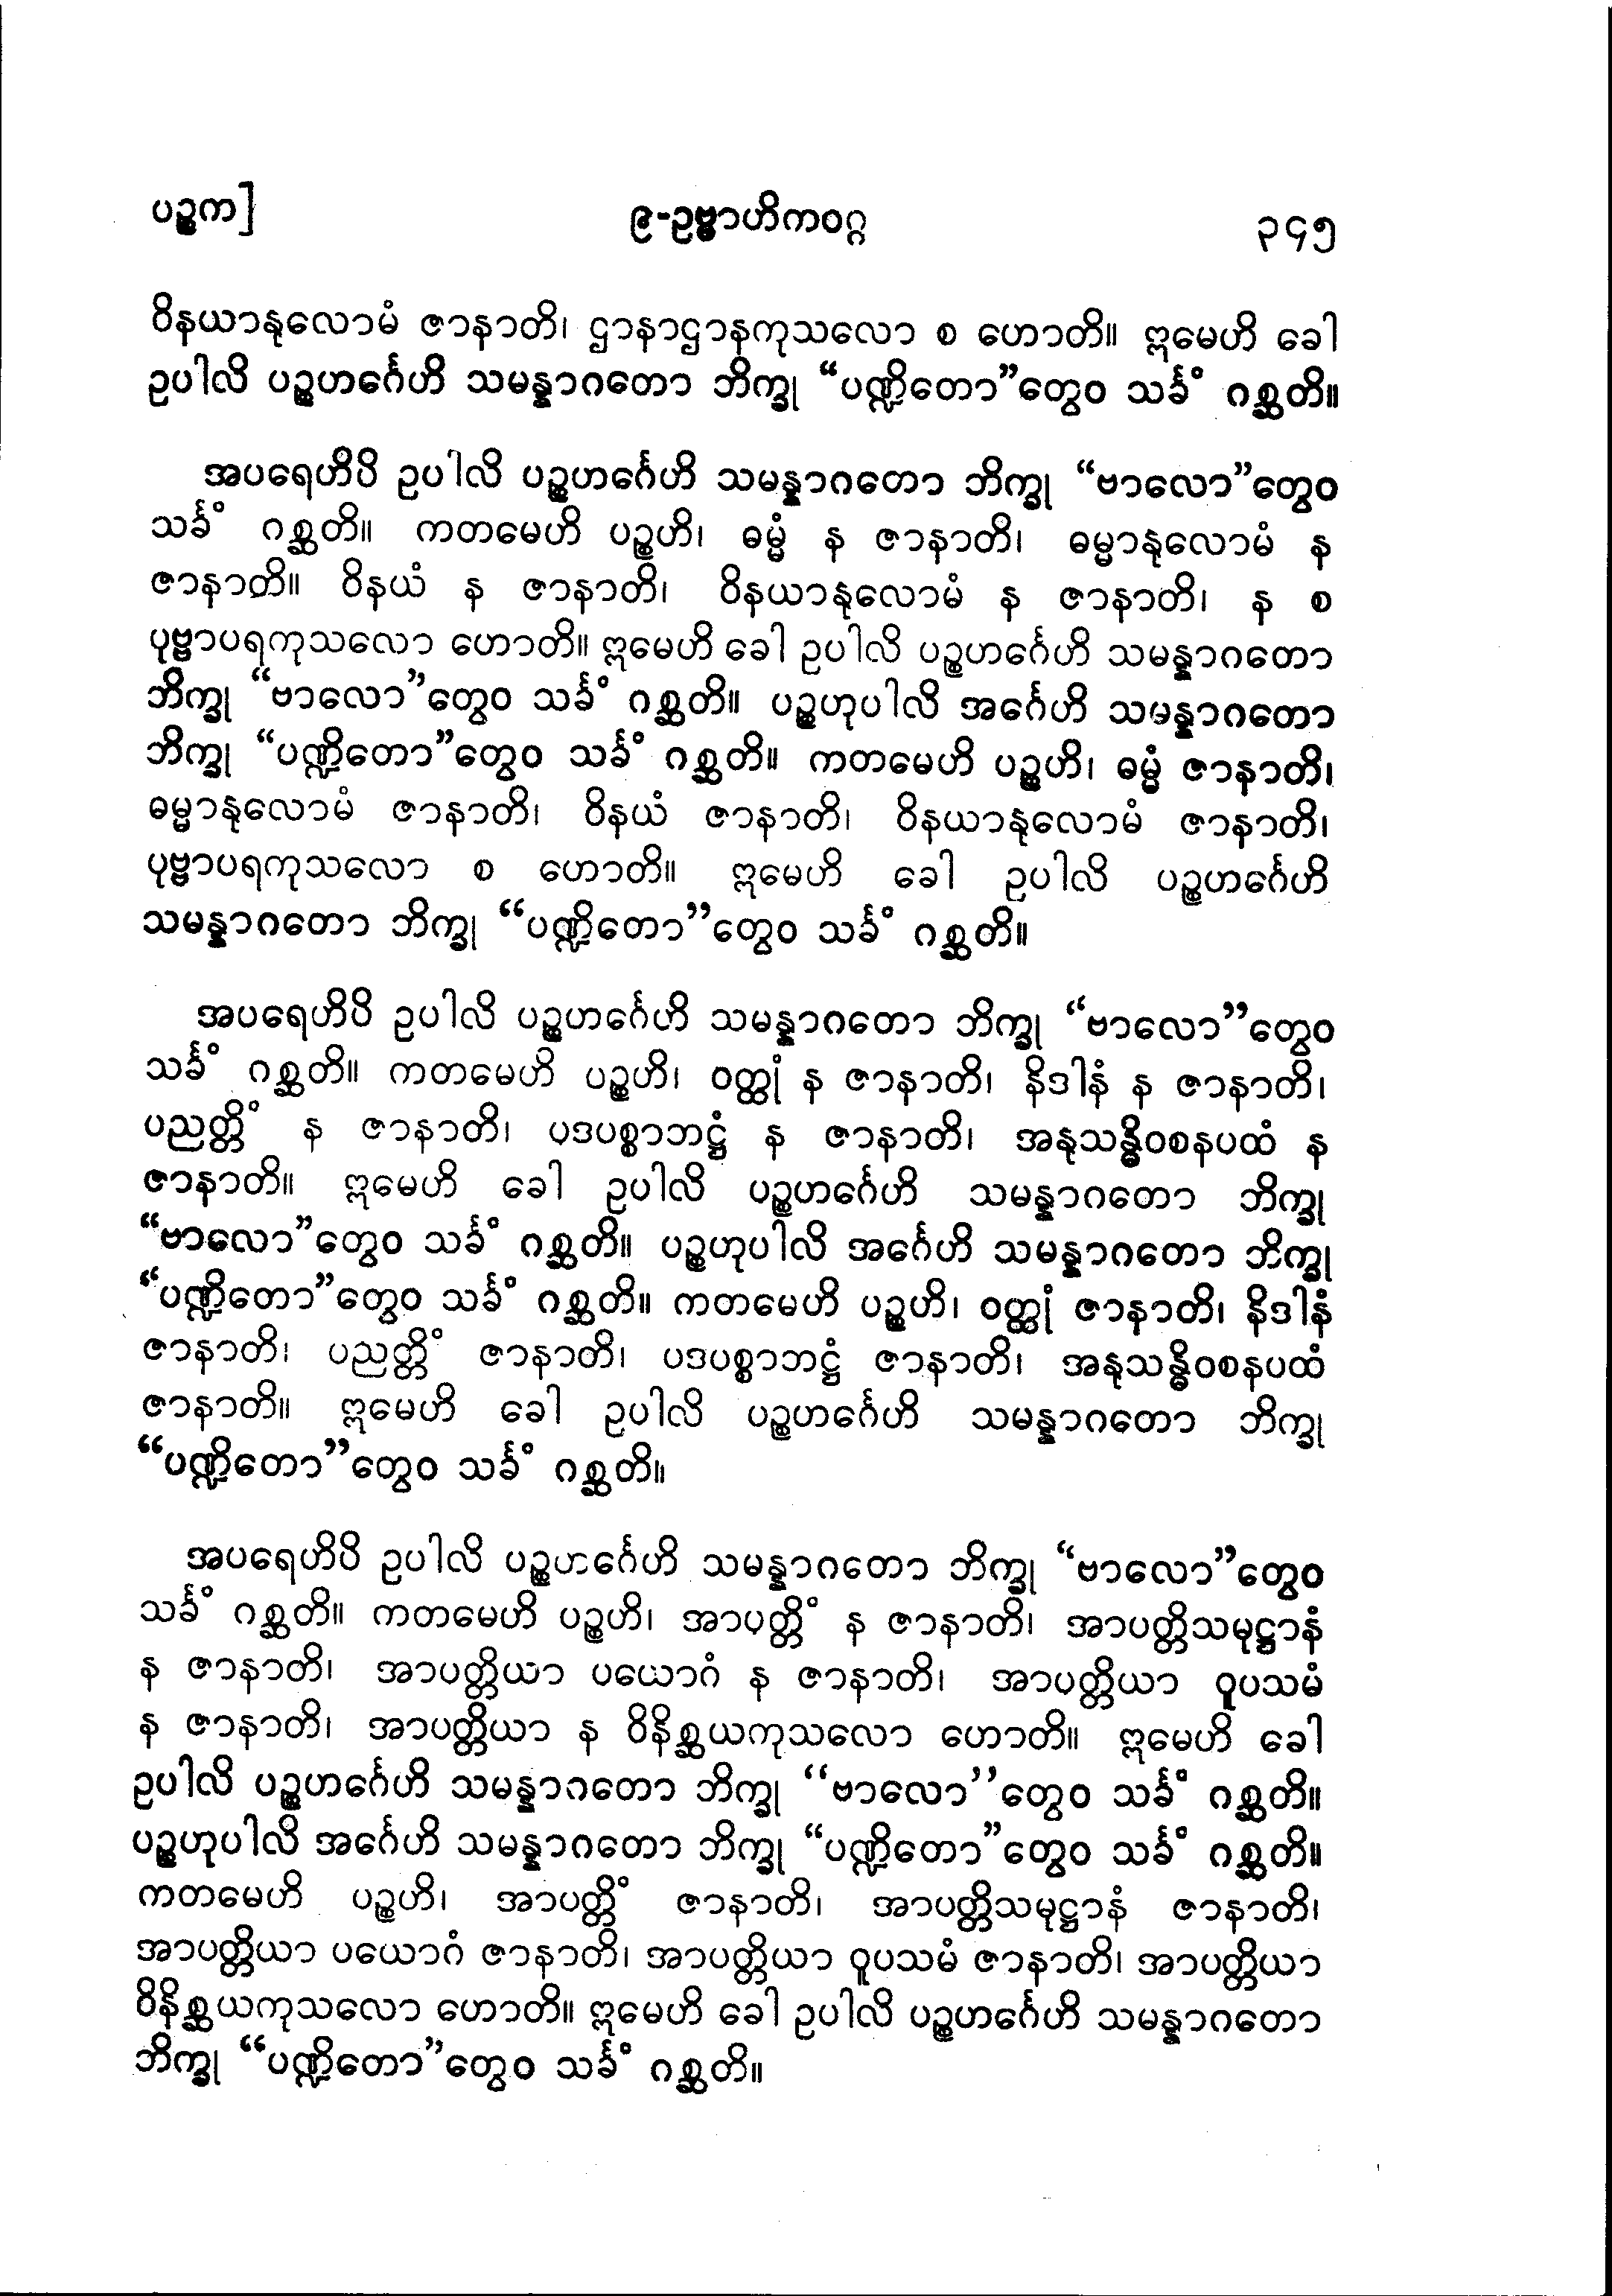 ပဉ္စက]
၉-ဥဗ္ဗာဟိကဝဂ္ဂ
၃၄၅
ဝိနယာနုလောမံ ဇာနာတိ၊ ဌာနာဌာနကုသလော စ ဟောတိ။ ဣမေဟိ ခေါ
ဥပါလိ ပဉ္စဟင်္ဂေဟိ သမန္နာဂတော ဘိက္ခု “ပဏ္ဍိတော”တွေဝ သင်္ခံ ဂစ္ဆတိ။
အပရေဟိပိ ဥပါလိ ပဉ္စဟင်္ဂေဟိ သမန္နာဂတော ဘိက္ခု “ဗာလော”တွေဝ
သင်္ခံ ဂစ္ဆတိ။ ကတမေဟိ ပဉ္စဟိ၊ ဓမ္မံ န ဇာနာတိ၊ ဓမ္မာနုလောမံ န
ဇာနာတိ။ ဝိနယံ န ဇာနာတိ၊ ဝိနယာနုလောမံ န ဇာနာတိ၊ န စ
ပုဗ္ဗာပရကုသလော ဟောတိ။ ဣမေဟိ ခေါ ဥပါလိ ပဉ္စဟင်္ဂေဟိ သမန္နာဂတော
ဘိက္ခု “ဗာလော”တွေဝ သင်္ခံ ဂစ္ဆတိ။ ပဉ္စဟုပါလိ အင်္ဂေဟိ သမန္နာဂတော
ဘိက္ခု “ပဏ္ဍိတော”တွေဝ သင်္ခံ ဂစ္ဆတိ။ ကတမေဟိ ပဉ္စဟိ၊ ဓမ္မံ ဇာနာတိ၊
ဓမ္မာနုလောမံ ဇာနာတိ၊ ဝိနယံ ဇာနာတိ၊ ဝိနယာနုလောမံ ဇာနာတိ၊
ပုဗ္ဗာပရကုသလော စ ဟောတိ။ ဣမေဟိ ခေါ ဥပါလိ ပဉ္စဟင်္ဂေဟိ
သမန္နာဂတော ဘိက္ခု “ပဏ္ဍိတော”တွေဝ သင်္ခံ ဂစ္ဆတိ။
အပရေဟိပိ ဥပါလိ ပဉ္စဟင်္ဂေဟိ သမန္နာဂတော ဘိက္ခု “ဗာလော”တွေဝ
သင်္ခံ ဂစ္ဆတိ။ ကတမေဟိ ပဉ္စဟိ၊ ဝတ္ထုံ န ဇာနာတိ၊ နိဒါနံ န ဇာနာတိ၊
ပညတ္တိံ န ဇာနာတိ၊ ပဒပစ္စာဘဋ္ဌံ န ဇာနာတိ၊ အနုသန္ဓိဝစနပထံ န
ဇာနာတိ။ ဣမေဟိ ခေါ ဥပါလိ ပဉ္စဟင်္ဂေဟိ သမန္နာဂတော ဘိက္ခု
“ဗာလော”တွေဝ သင်္ခံ ဂစ္ဆတိ။ ပဉ္စဟုပါလိ အင်္ဂေဟိ သမန္နာဂတော ဘိက္ခု
“ပဏ္ဍိတော”တွေဝ သင်္ခံ ဂစ္ဆတိ။ ကတမေဟိ ပဉ္စဟိ၊ ဝတ္ထုံ ဇာနာတိ၊ နိဒါနံ
ဇာနာတိ၊ ပညတ္တိံ ဇာနာတိ၊ ပဒပစ္စာဘဋ္ဌံ ဇာနာတိ၊ အနုသန္ဓိဝစနပထံ
ဇာနာတိ။ ဣမေဟိ ခေါ ဥပါလိ ပဉ္စဟင်္ဂေဟိ သမန္နာဂတော ဘိက္ခု
“ပဏ္ဍိတော”တွေဝ သင်္ခံ ဂစ္ဆတိ။
အပရေဟိပိ ဥပါလိ ပဉ္စဟင်္ဂေဟိ သမန္နာဂတော ဘိက္ခု “ဗာလော”တွေဝ
သင်္ခံ ဂစ္ဆတိ။ ကတမေဟိ ပဉ္စဟိ၊ အာပတ္တိံ န ဇာနာတိ၊ အာပတ္တိသမုဋ္ဌာနံ
န ဇာနာတိ၊ အာပတ္တိယာ ပယောဂံ န ဇာနာတိ၊ အာပတ္တိယာ ဝူပသမံ
န ဇာနာတိ၊ အာပတ္တိယာ န ဝိနိစ္ဆယကုသလော ဟောတိ။ ဣမေဟိ ခေါ
ဥပါလိ ပဉ္စဟင်္ဂေဟိ သမန္နာဂတော ဘိက္ခု ‘‘ဗာလော’’တွေဝ သင်္ခံ ဂစ္ဆတိ။
ပဉ္စဟုပါလိ အင်္ဂေဟိ သမန္နာဂတော ဘိက္ခု “ပဏ္ဍိတော”တွေဝ သင်္ခံ ဂစ္ဆတိ။
ကတမေဟိ ပဉ္စဟိ၊ အာပတ္တိံ ဇာနာတိ၊ အာပတ္တိသမုဋ္ဌာနံ ဇာနာတိ၊
အာပတ္တိယာ ပယောဂံ ဇာနာတိ၊ အာပတ္တိယာ ဝူပသမံ ဇာနာတိ၊ အာပတ္တိယာ
ဝိနိစ္ဆယကုသလော ဟောတိ။ ဣမေဟိ ခေါ ဥပါလိ ပဉ္စဟင်္ဂေဟိ သမန္နာဂတော
ဘိက္ခု “ပဏ္ဍိတော”တွေဝ သင်္ခံ ဂစ္ဆတိ။